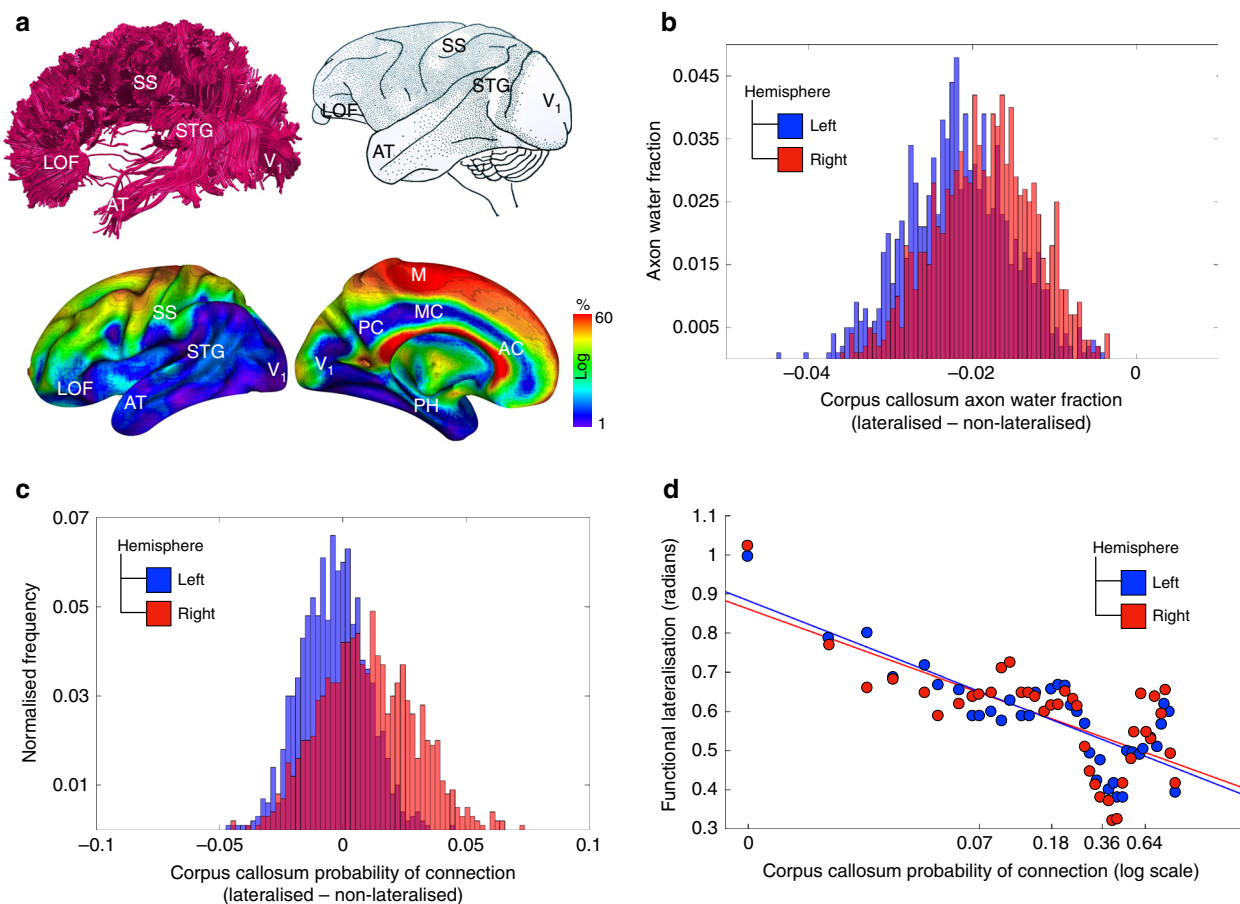 a
SS
STG
LOF
V1
AT
SS
STG
LOF
V1
AT
M
SS
MC
PC
STG
AC
V1
V1
LOF
AT
PH
%
60
Log
1
b
0.045
0.035
0.025
0.015
0.005
Axon water fraction
Hemisphere
Left
Right
−0.04
−0.02
0
Corpus callosum axon water fraction
(lateralised – non-lateralised)
c
0.07
0.05
0.03
0.01
Normalised frequency
Hemisphere
Left
Right
−0.1
−0.05
0
0.05
0.1
Corpus callosum probability of connection
(lateralised – non-lateralised)
d
1.1
1
0.9
0.8
0.7
0.6
0.5
0.4
0.3
Functional lateralisation (radians)
Hemisphere
Left
Right
0
0.07
0.18
0.36
0.64
Corpus callosum probability of connection (log scale)